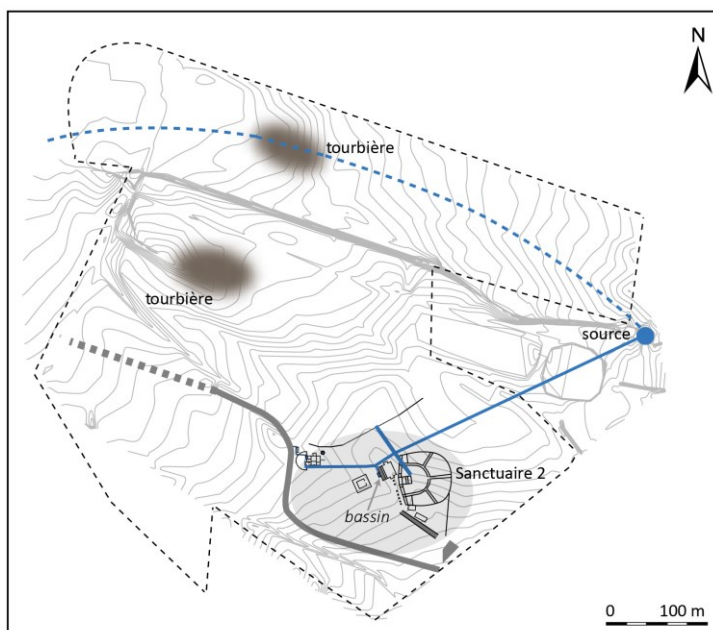 N
tourbière
tourbière
source
Sanctuaire 2
bassin
0 100 m